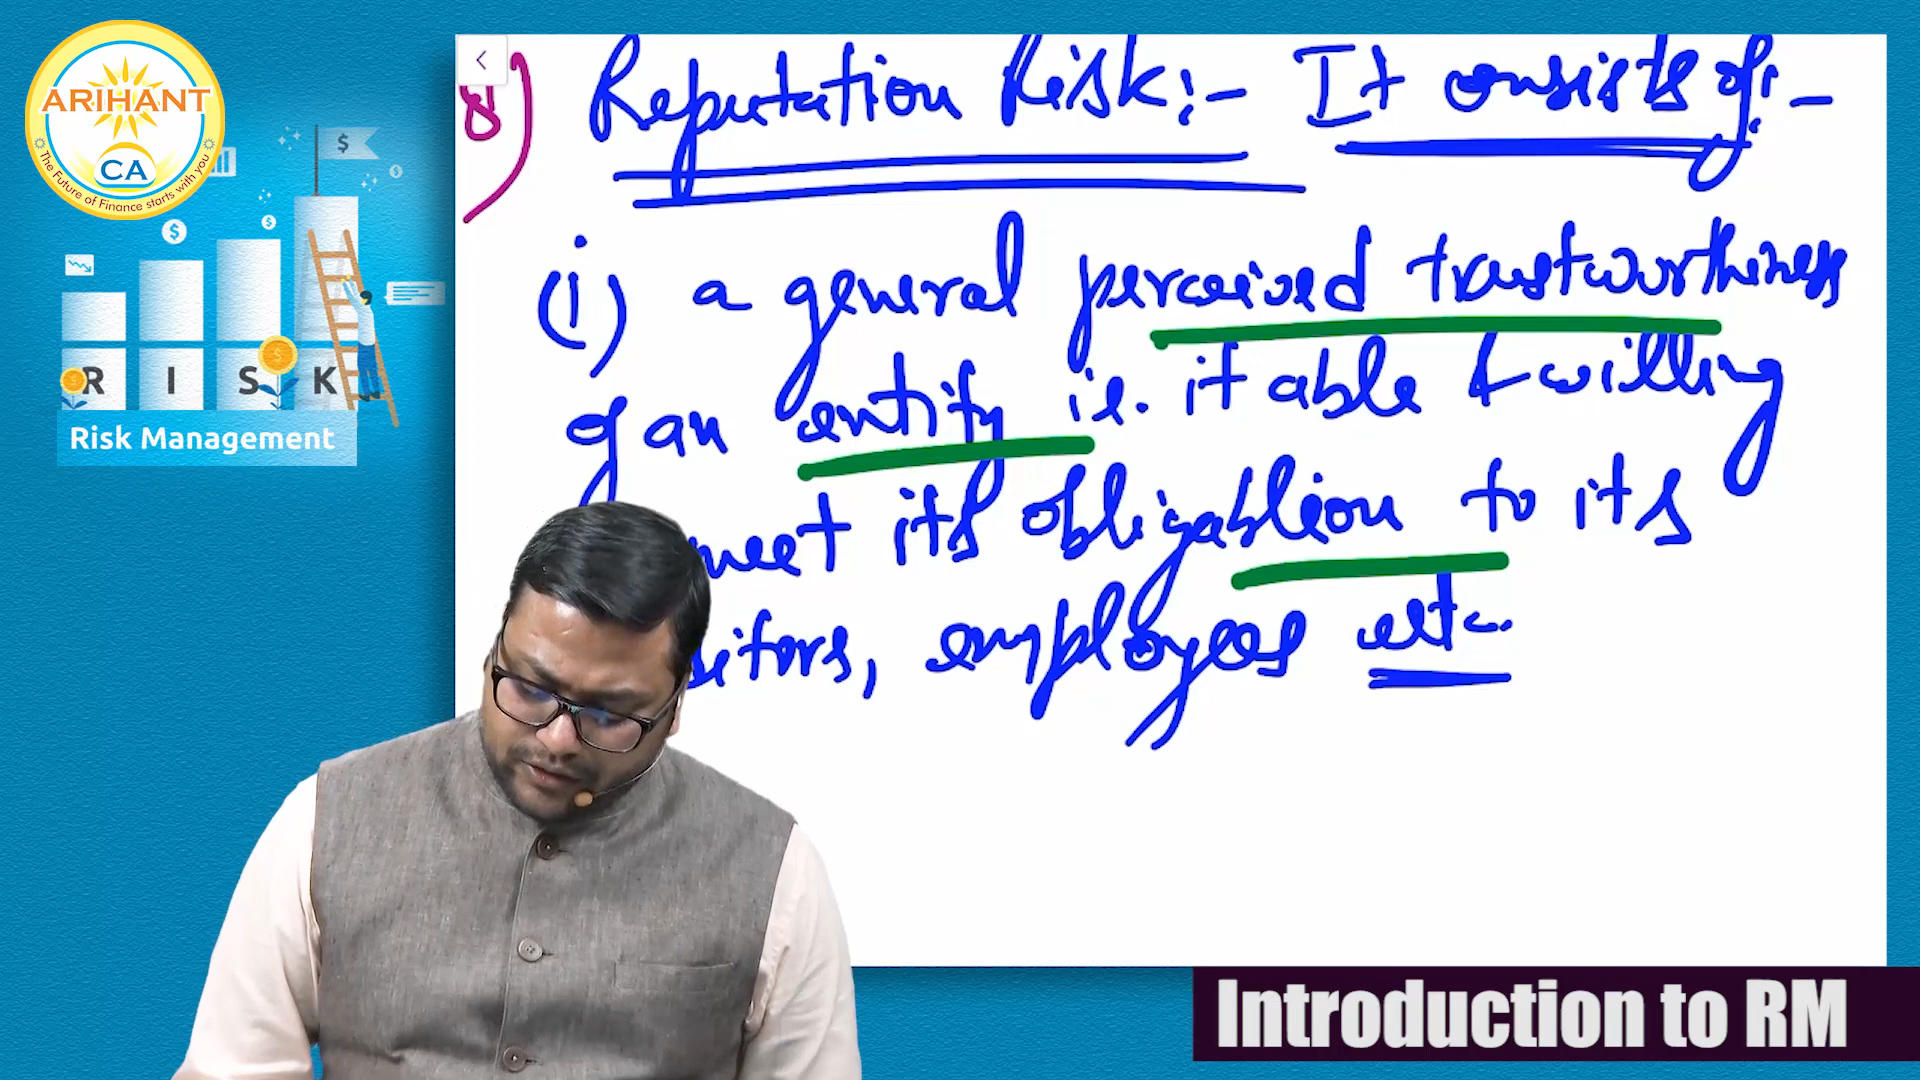 ARIHANT
CA
The Future of Finance starts with you
$
R I S K
Risk Management
8) Reputation Risk:- It consists of:-
(i) a general perceived trustworthiness
of an entity i.e. it able & willing
meet its obligation to its
employees etc.
Introduction to RM